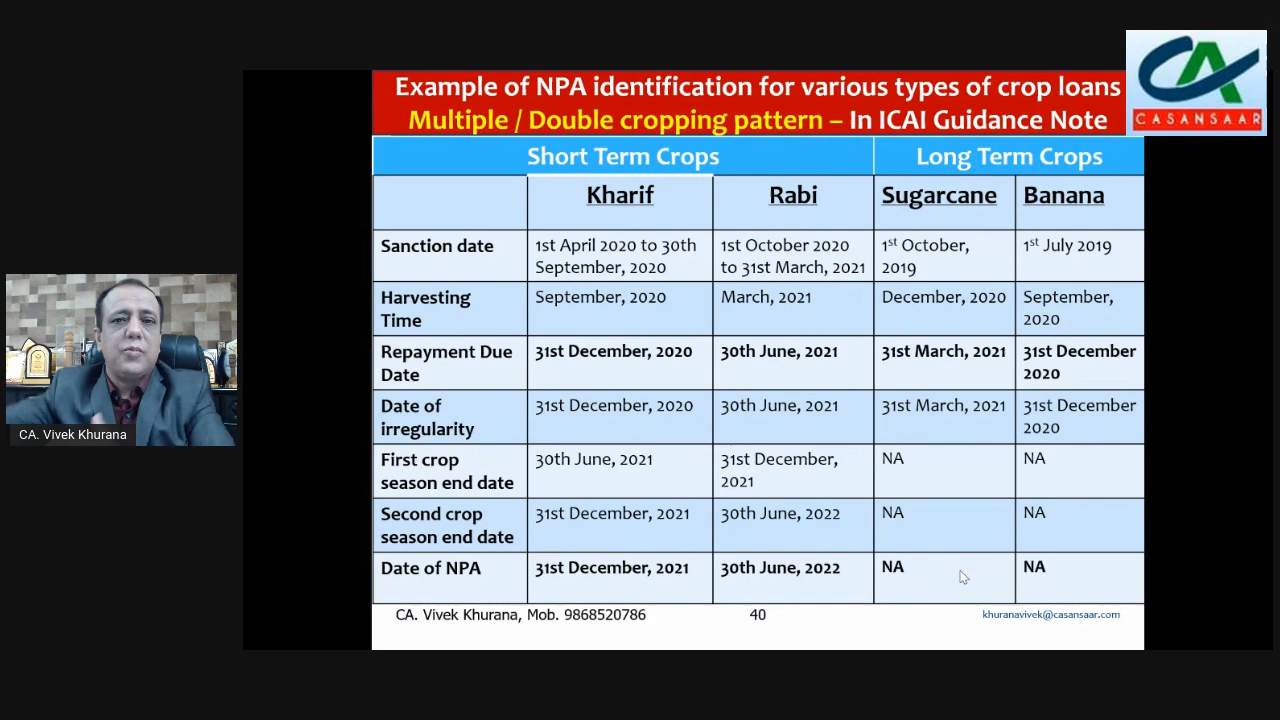 Example of NPA identification for various types of crop loans
Multiple / Double cropping pattern – In ICAI Guidance Note
CA
CASANSAAR
Short Term Crops Long Term Crops
Kharif Rabi Sugarcane Banana
Sanction date
1st April 2020 to 30th
September, 2020
1st October 2020
to 31st March, 2021
1st October,
2019
1st July 2019
Harvesting
Time
September, 2020
March, 2021
December, 2020
September,
2020
Repayment Due
Date
31st December, 2020
30th June, 2021
31st March, 2021
31st December
2020
Date of
irregularity
31st December, 2020
30th June, 2021
31st March, 2021
31st December
2020
First crop
season end date
30th June, 2021
31st December,
2021
NA
NA
Second crop
season end date
31st December, 2021
30th June, 2022
NA
NA
Date of NPA
31st December, 2021
30th June, 2022
NA
NA
CA. Vivek Khurana, Mob. 9868520786 40 khuranavivek@casansaar.com
CA. Vivek Khurana